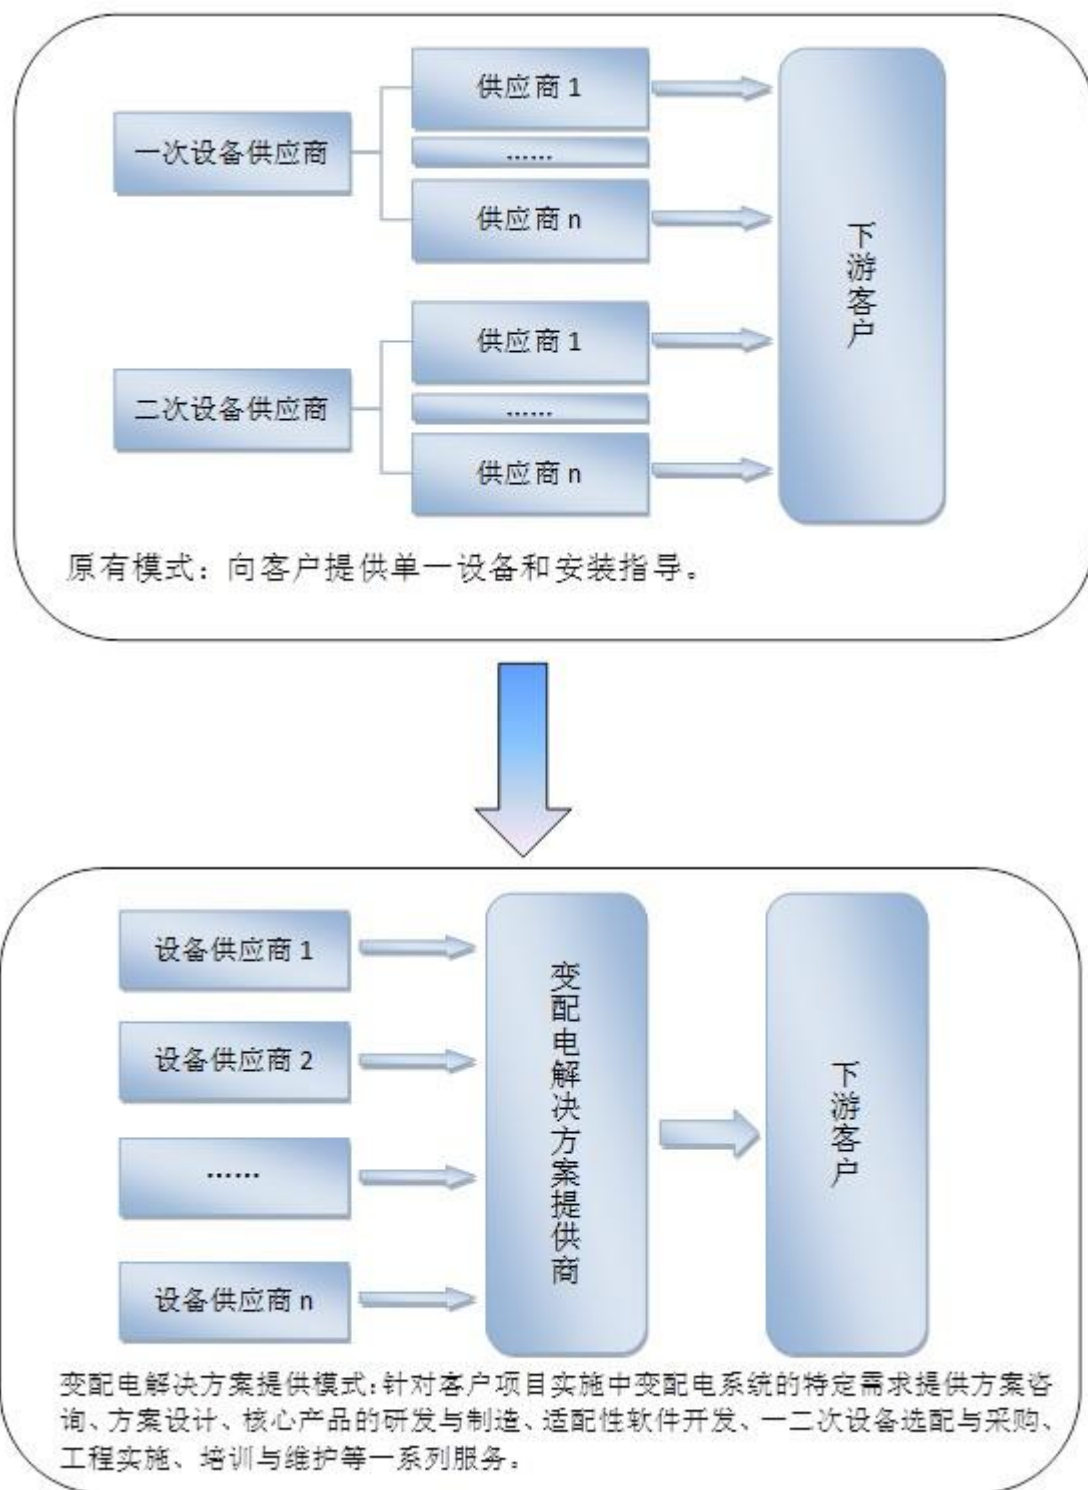 供应商 1
一次设备供应商
……
供应商 n
下游客户
供应商 1
二次设备供应商
……
供应商 n
原有模式：向客户提供单一设备和安装指导。
设备供应商 1
设备供应商 2
……
设备供应商 n
变配电解决方案提供商
下游客户
变配电解决方案提供模式:针对客户项目实施中变配电系统的特定需求提供方案咨
询、方案设计、核心产品的研发与制造、适配性软件开发、一二次设备选配与采购、
工程实施、培训与维护等一系列服务。